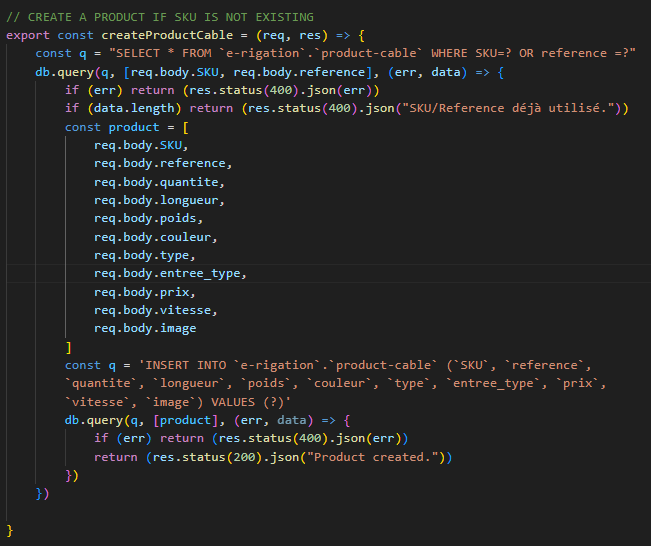 // CREATE A PRODUCT IF SKU IS NOT EXISTING
export const createProductCable = (req, res) => {
const q = "SELECT * FROM `e-rigation`.`product-cable` WHERE SKU=? OR reference =?"
db.query(q, [req.body.SKU, req.body.reference], (err, data) => {
if (err) return (res.status(400).json(err))
if (data.length) return (res.status(400).json("SKU/Reference déjà utilisé."))
const product = [
req.body.SKU,
req.body.reference,
req.body.quantite,
req.body.longueur,
req.body.poids,
req.body.couleur,
req.body.type,
req.body.entree_type,
req.body.prix,
req.body.vitesse,
req.body.image
]
const q = 'INSERT INTO `e-rigation`.`product-cable` (`SKU`, `reference`,
`quantite`, `longueur`, `poids`, `couleur`, `type`, `entree_type`, `prix`,
`vitesse`, `image`) VALUES (?)'
db.query(q, [product], (err, data) => {
if (err) return (res.status(400).json(err))
return (res.status(200).json("Product created."))
})
})
}